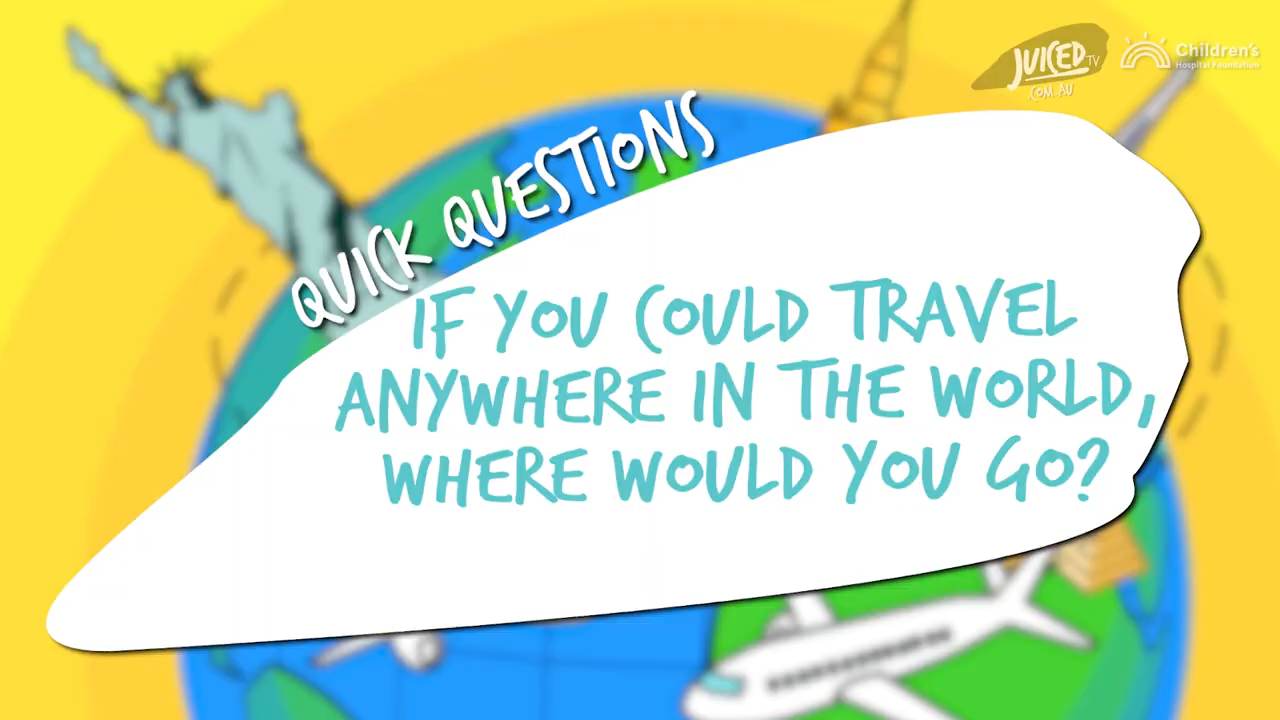 JUICED TV
.COM.AU
Children's
Hospital Foundation
QUICK QUESTIONS
IF YOU COULD TRAVEL
ANYWHERE IN THE WORLD,
WHERE WOULD YOU GO?